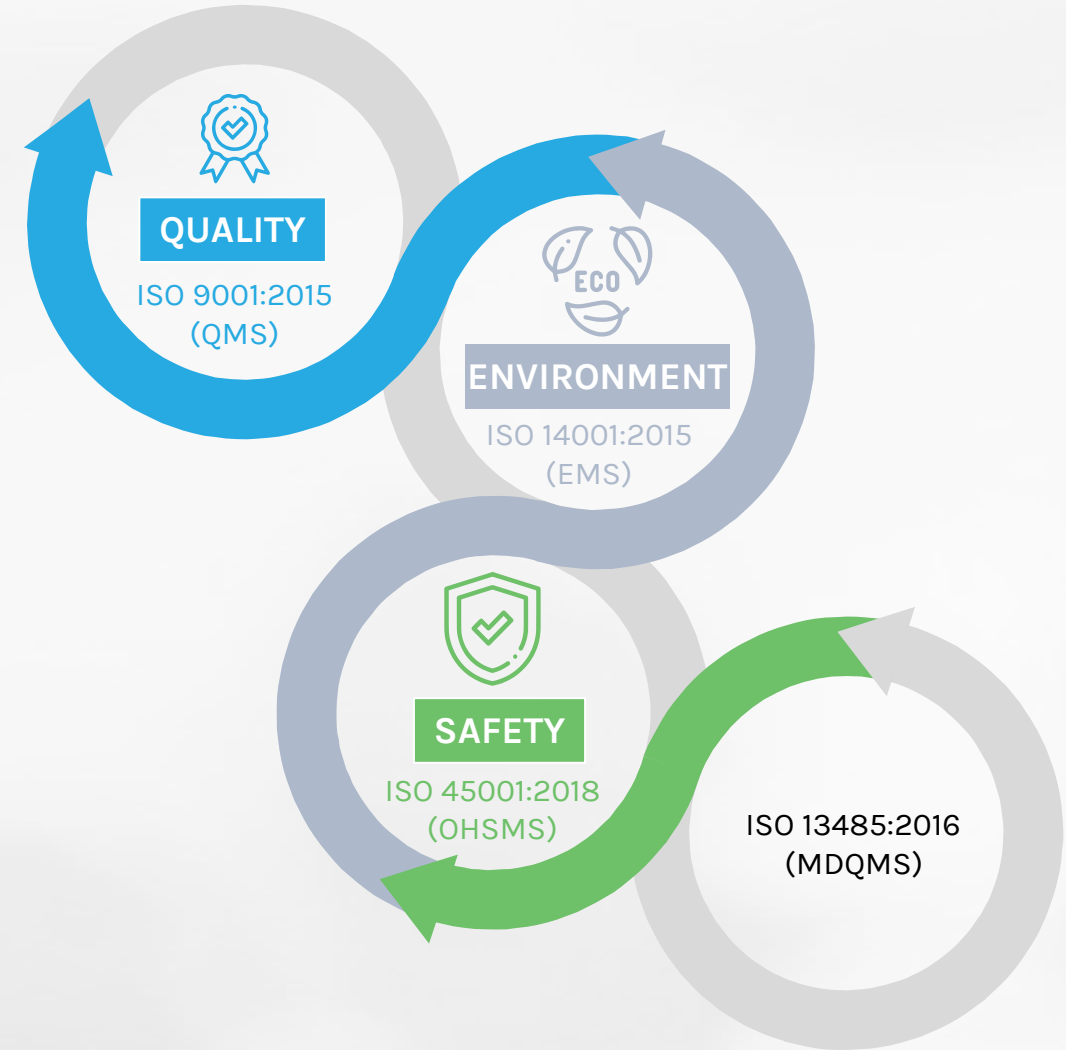 QUALITY
ISO 9001:2015
(QMS)
ECO
ENVIRONMENT
ISO 14001:2015
(EMS)
SAFETY
ISO 45001:2018
(OHSMS)
ISO 13485:2016
(MDQMS)